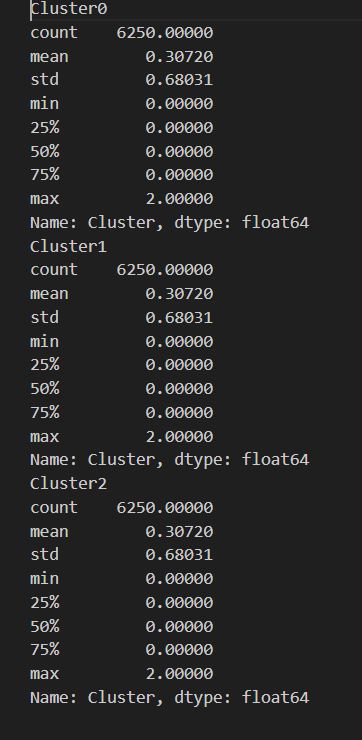 Cluster0
count    6250.00000
mean        0.30720
std         0.68031
min         0.00000
25%         0.00000
50%         0.00000
75%         0.00000
max         2.00000
Name: Cluster, dtype: float64
Cluster1
count    6250.00000
mean        0.30720
std         0.68031
min         0.00000
25%         0.00000
50%         0.00000
75%         0.00000
max         2.00000
Name: Cluster, dtype: float64
Cluster2
count    6250.00000
mean        0.30720
std         0.68031
min         0.00000
25%         0.00000
50%         0.00000
75%         0.00000
max         2.00000
Name: Cluster, dtype: float64